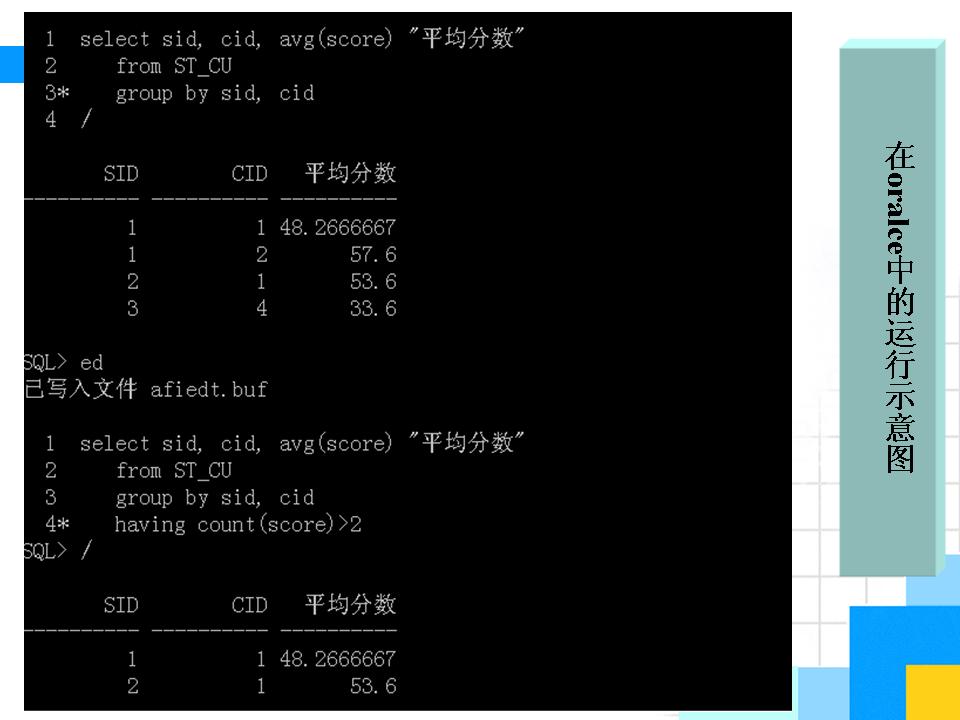 1  select sid, cid, avg(score) "平均分数"
2     from ST_CU
3*    group by sid, cid
4  /
SID        CID   平均分数
---------- ---------- ----------
1          1 48.2666667
1          2       57.6
2          1       53.6
3          4       33.6
SQL> ed
已写入文件 afiedt.buf
1  select sid, cid, avg(score) "平均分数"
2     from ST_CU
3     group by sid, cid
4*    having count(score)>2
SQL> /
SID        CID   平均分数
---------- ---------- ----------
1          1 48.2666667
2          1       53.6
在oralce中的运行示意图